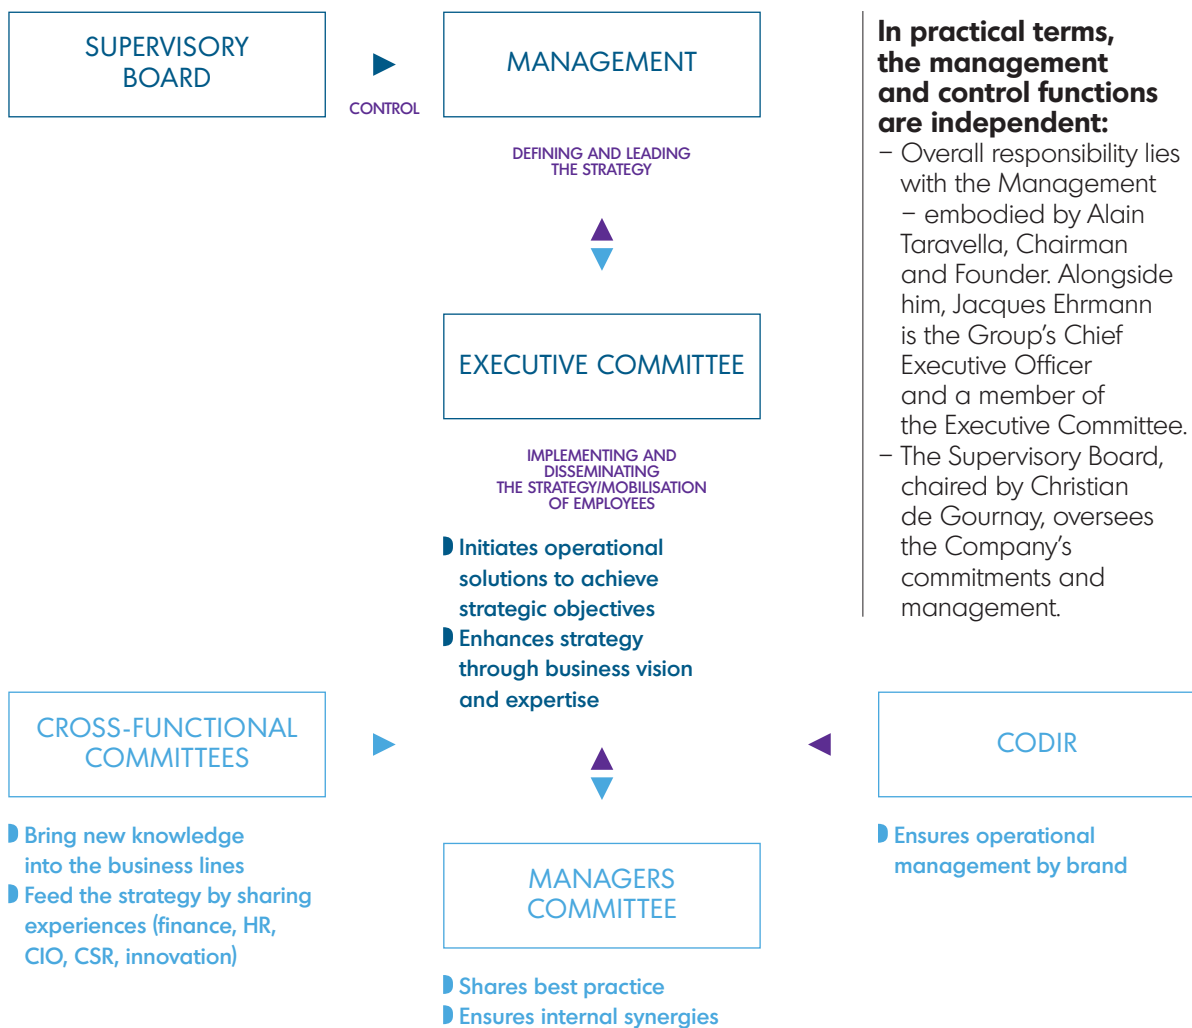 SUPERVISORY
BOARD
CONTROL
MANAGEMENT
DEFINING AND LEADING
THE STRATEGY
EXECUTIVE COMMITTEE
IMPLEMENTING AND
DISSEMINATING
THE STRATEGY/MOBILISATION
OF EMPLOYEES
Initiates operational
solutions to achieve
strategic objectives
Enhances strategy
through business vision
and expertise
In practical terms,
the management
and control functions
are independent:
– Overall responsibility lies
with the Management
– embodied by Alain
Taravella, Chairman
and Founder. Alongside
him, Jacques Ehrmann
is the Group's Chief
Executive Officer
and a member of
the Executive Committee.
– The Supervisory Board,
chaired by Christian
de Gournay, oversees
the Company's
commitments and
management.
CROSS-FUNCTIONAL
COMMITTEES
Bring new knowledge
into the business lines
Feed the strategy by sharing
experiences (finance, HR,
CIO, CSR, innovation)
MANAGERS
COMMITTEE
Shares best practice
Ensures internal synergies
CODIR
Ensures operational
management by brand